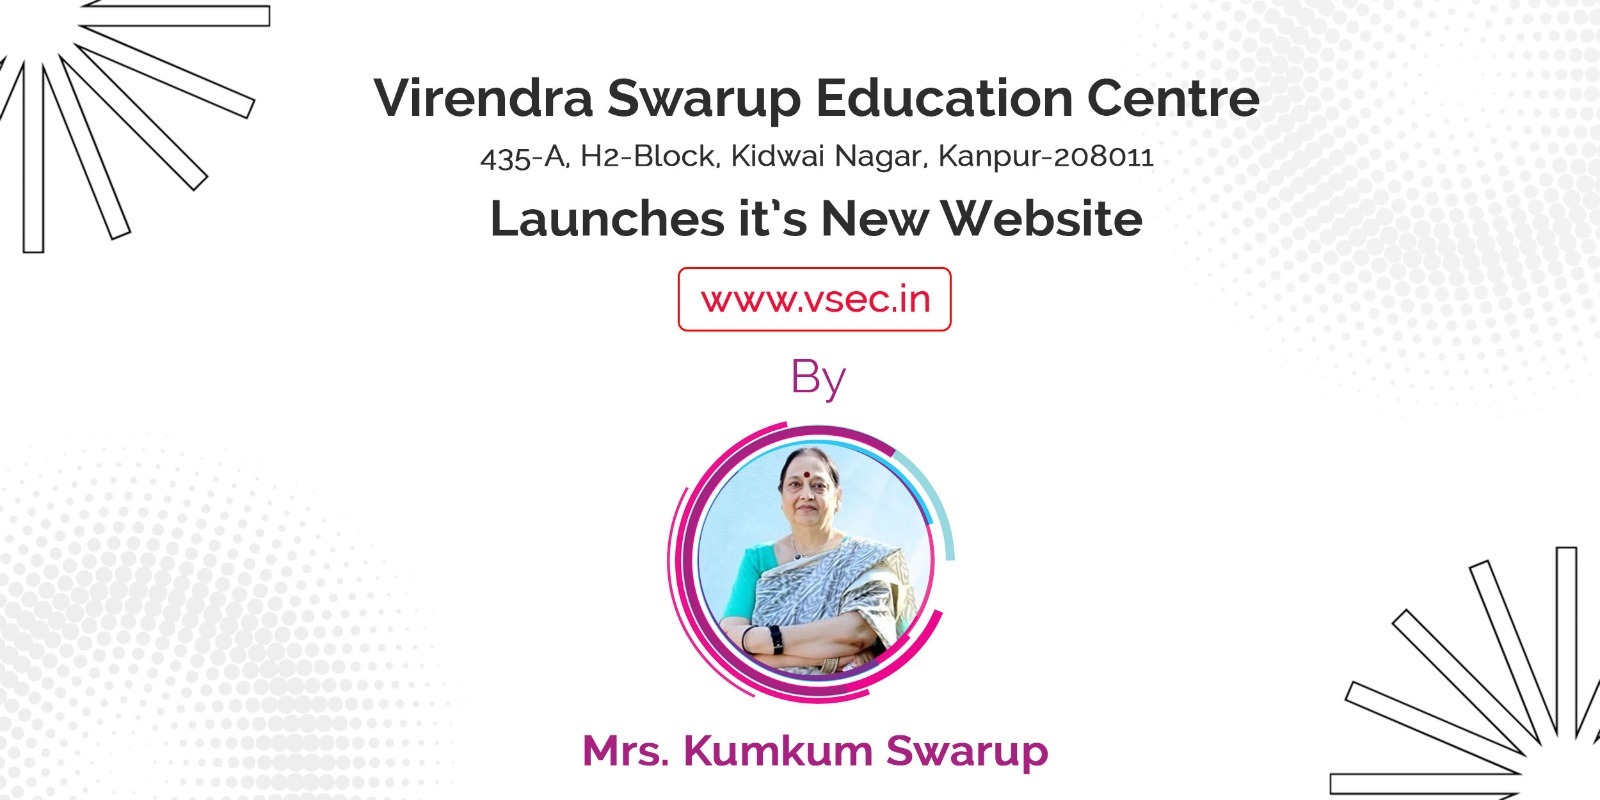 Virendra Swarup Education Centre
435-A, H2-Block, Kidwai Nagar, Kanpur-208011
Launches it’s New Website
www.vsec.in
By
Mrs. Kumkum Swarup